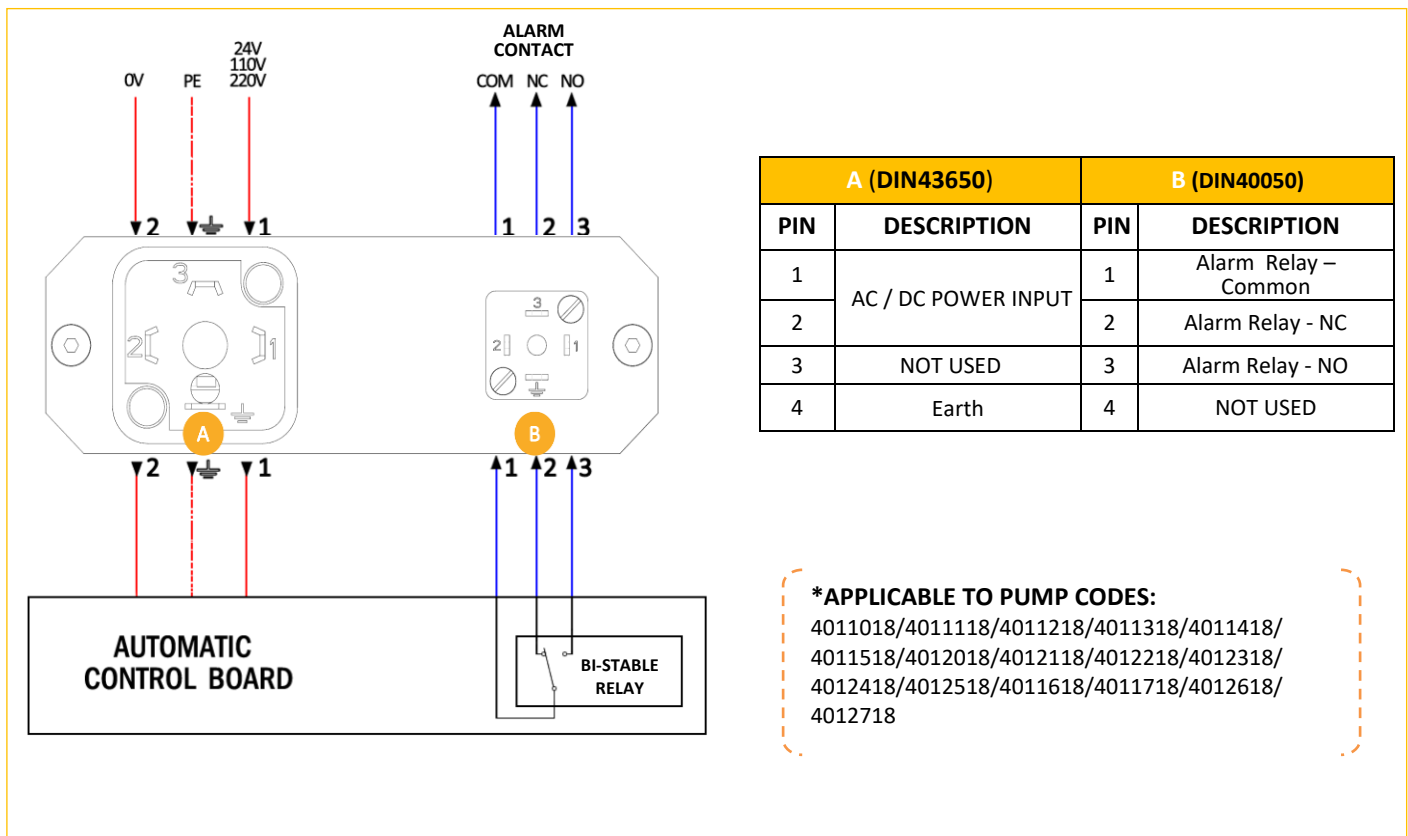 ALARM
CONTACT
24V
110V
0V PE 220V
COM NC NO
2 1
1 2 3
3
2 1
3
2 1
A
B
2 1
1 2 3
AUTOMATIC
CONTROL BOARD
BI-STABLE
RELAY
A (DIN43650) B (DIN40050)
PIN DESCRIPTION PIN DESCRIPTION
1 AC / DC POWER INPUT 1 Alarm Relay –
Common
2 2 Alarm Relay - NC
3 NOT USED 3 Alarm Relay - NO
4 Earth 4 NOT USED
*APPLICABLE TO PUMP CODES:
4011018/4011118/4011218/4011318/4011418/
4011518/4012018/4012118/4012218/4012318/
4012418/4012518/4011618/4011718/4012618/
4012718